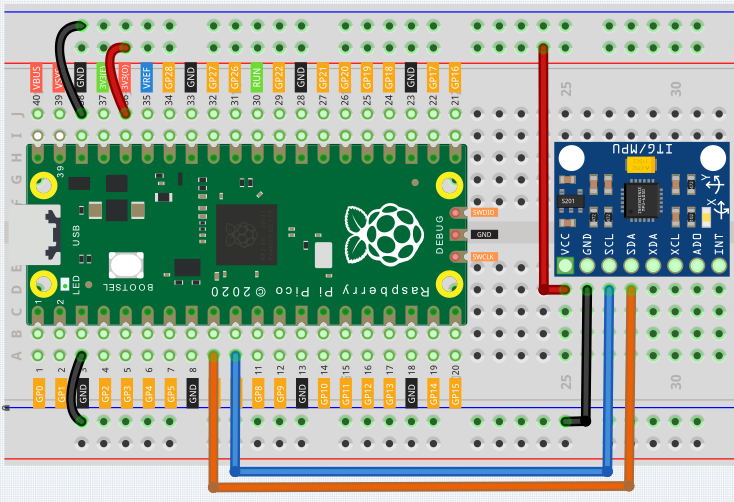 VBUS VSYS GND 3V3(E) 3V3(O) VREF GP28 GND GP27 GP26 RUN GP22 GND GP21 GP20 GP19 GP18 GND GP17 GP16
40 39 38 37 36 35 34 33 32 31 30 29 28 27 26 25 24 23 22 21
25 30
J
I
H
G
F
39
ITG/MPU
S201
Y
X
USB
DEBUG
SWDIO
GND
SWCLK
VCC GND SCL SDA XDA XCL ADO INT
LED
BOOTSEL
Raspberry Pi Pico ©2020
1 2
E
D
C
B
A
1 2 3 4 5 6 7 8 11 12 13 14 15 16 17 18 19 20
GP0 GP1 GND GP2 GP3 GP4 GP5 GND GP8 GP9 GND GP10 GP11 GP12 GP13 GND GP14 GP15
25 30